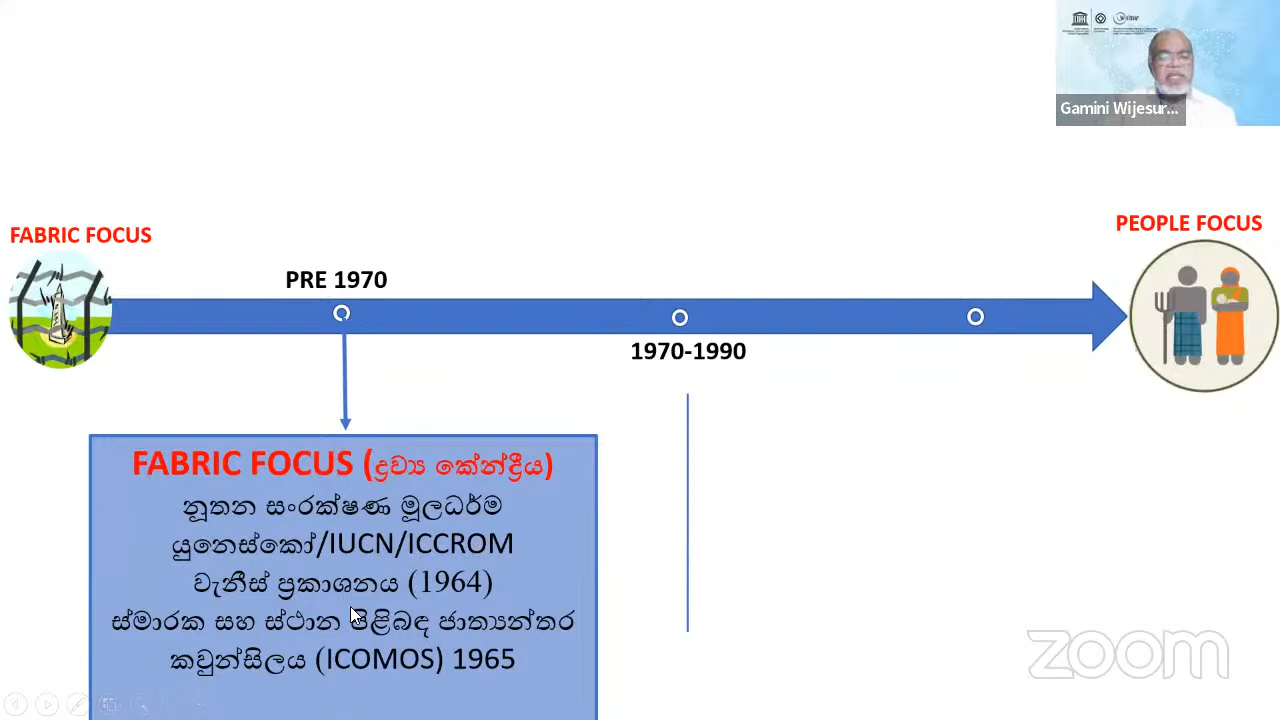 Gamini Wijesur...
FABRIC FOCUS
PEOPLE FOCUS
PRE 1970
1970-1990
FABRIC FOCUS (ද්‍රව්‍ය කේන්ද්‍රීය)
නූතන සංරක්ෂණ මූලධර්ම
යුනෙස්කෝ/IUCN/ICCROM
වැනීස් ප්‍රකාශනය (1964)
ස්මාරක සහ ස්ථාන පිළිබඳ ජාත්‍යන්තර
කවුන්සිලය (ICOMOS) 1965
zoom